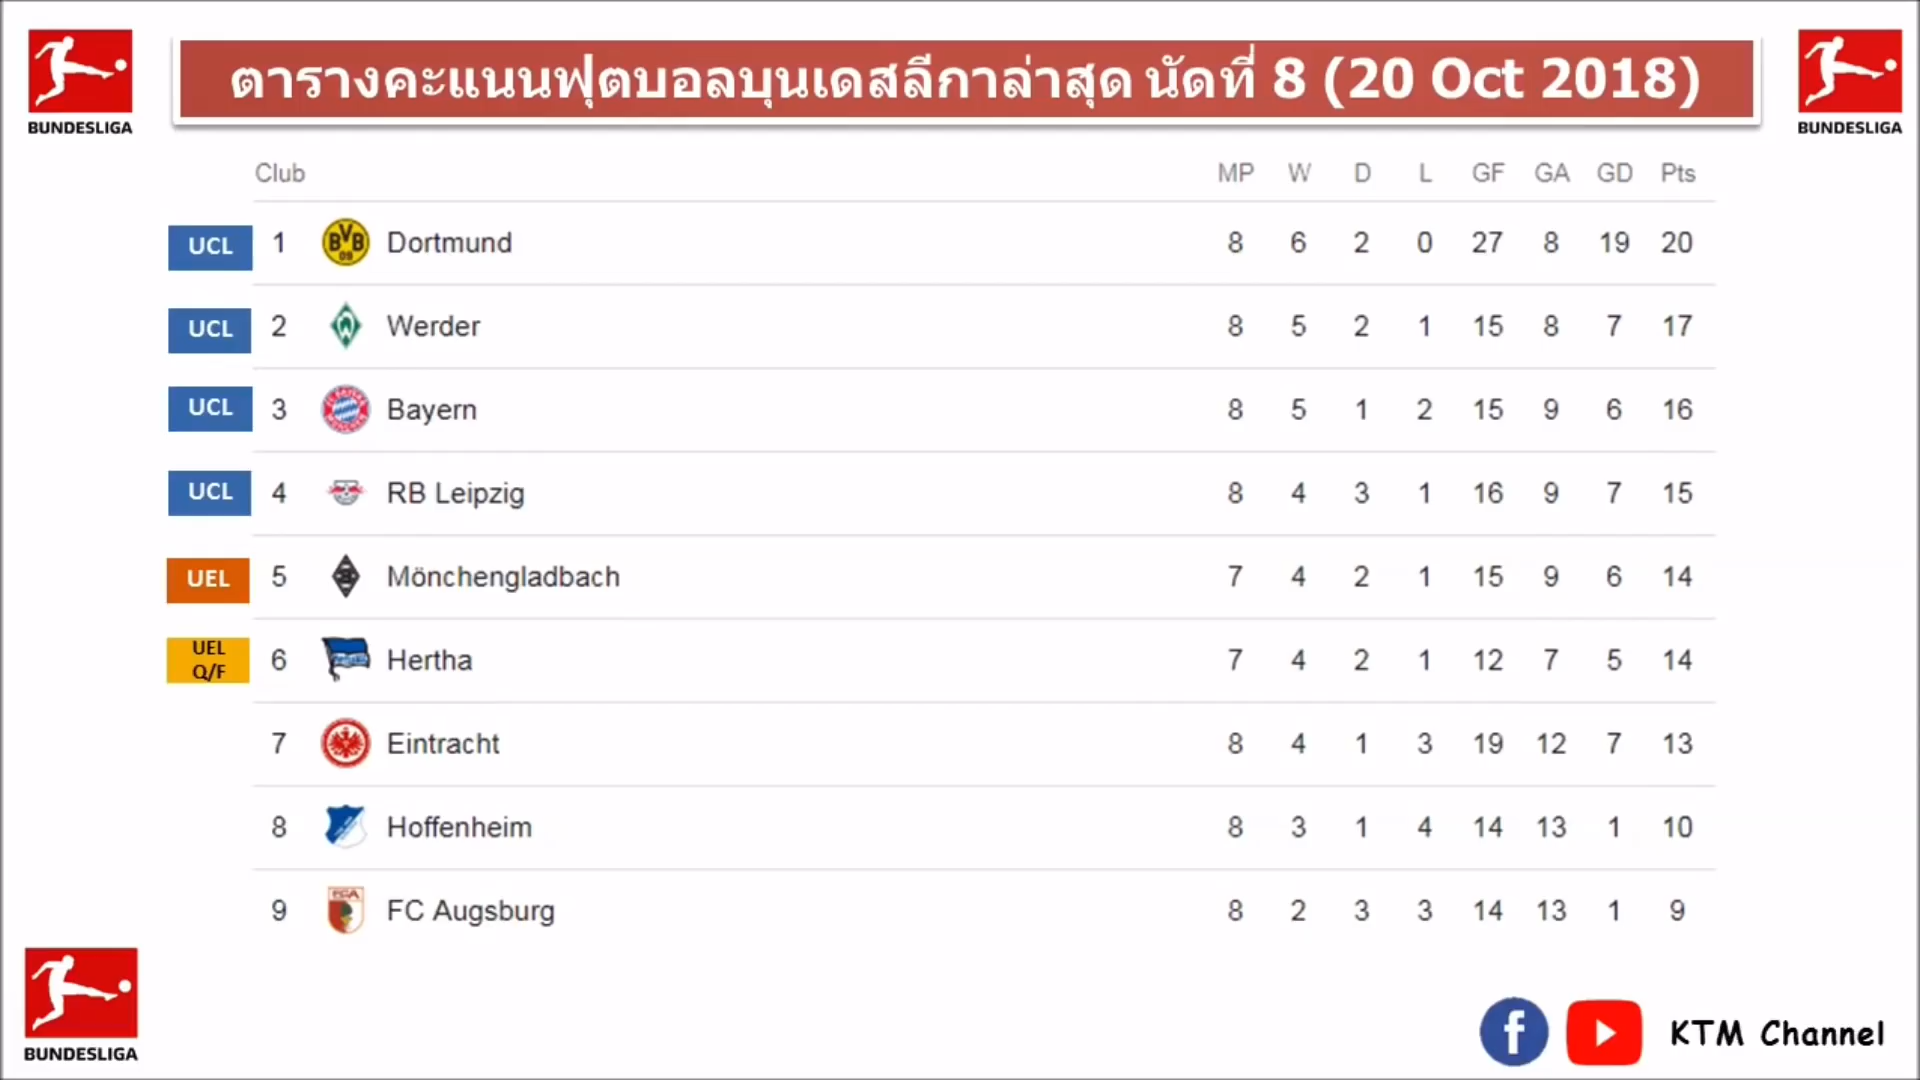 ตารางคะแนนฟุตบอลบุนเดสลีกาล่าสุด นัดที่ 8 (20 Oct 2018)
BUNDESLIGA
BUNDESLIGA
Club MP W D L GF GA GD Pts
UCL 1 BVB 09 Dortmund 8 6 2 0 27 8 19 20
UCL 2 Werder 8 5 2 1 15 8 7 17
UCL 3 Bayern 8 5 1 2 15 9 6 16
UCL 4 RB Leipzig 8 4 3 1 16 9 7 15
UEL 5 Mönchengladbach 7 4 2 1 15 9 6 14
UEL Q/F 6 Hertha 7 4 2 1 12 7 5 14
7 Eintracht 8 4 1 3 19 12 7 13
8 Hoffenheim 8 3 1 4 14 13 1 10
9 FCA FC Augsburg 8 2 3 3 14 13 1 9
BUNDESLIGA
KTM Channel